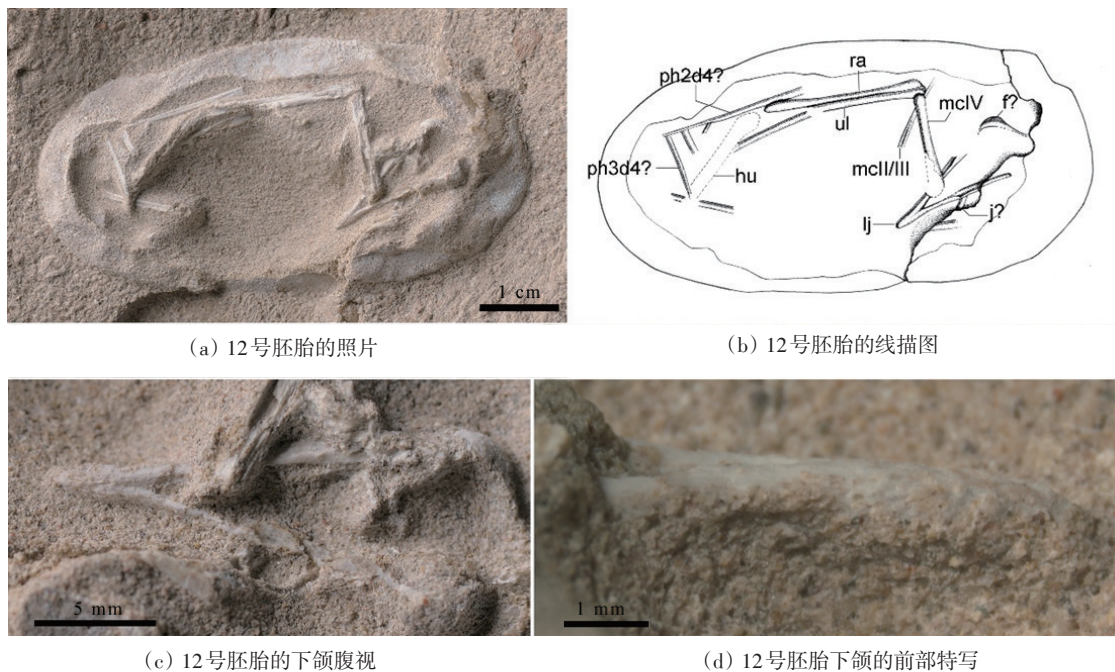 1 cm
ph2d4?
ra
mcIV
f?
ul
ph3d4?
hu
mcII/III
lj
j?
(a) 12号胚胎的照片
(b) 12号胚胎的线描图
5 mm
1 mm
(c) 12号胚胎的下颌腹视
(d) 12号胚胎下颌的前部特写